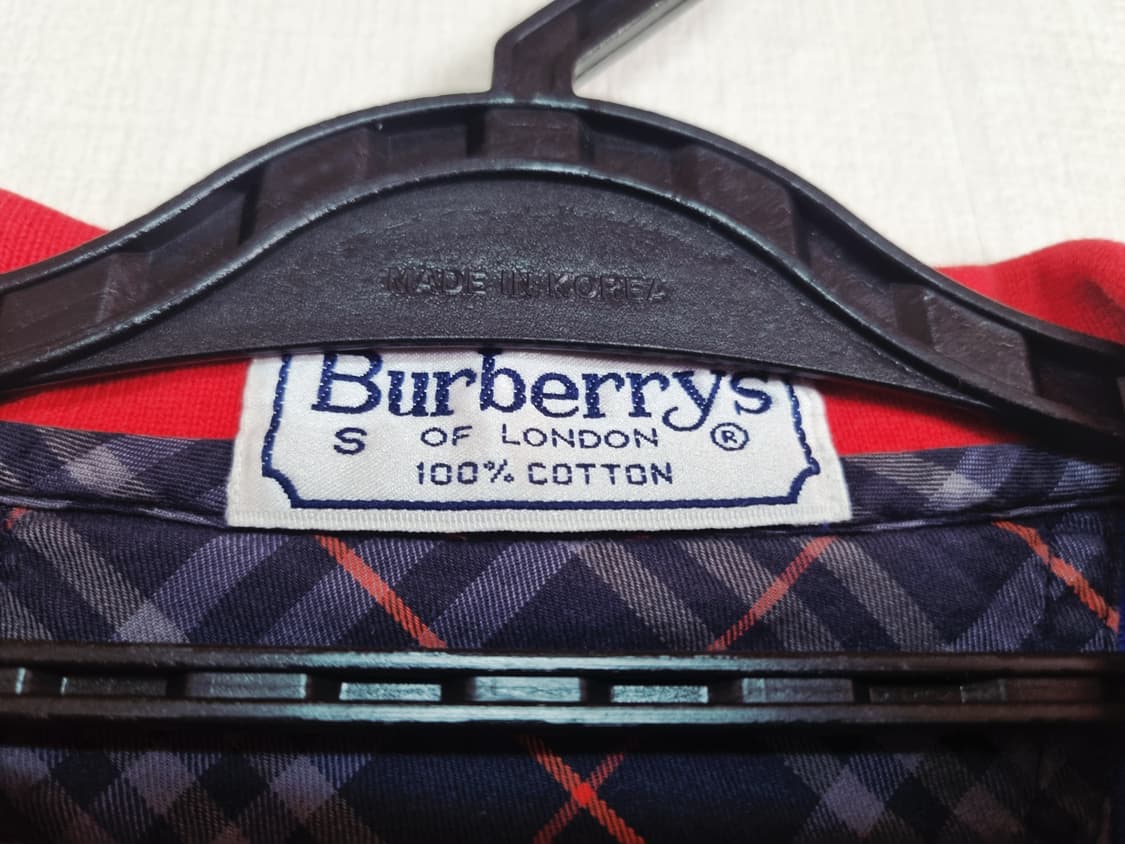 MADE IN KOREA
Burberrys
S OF LONDON ®
100% COTTON